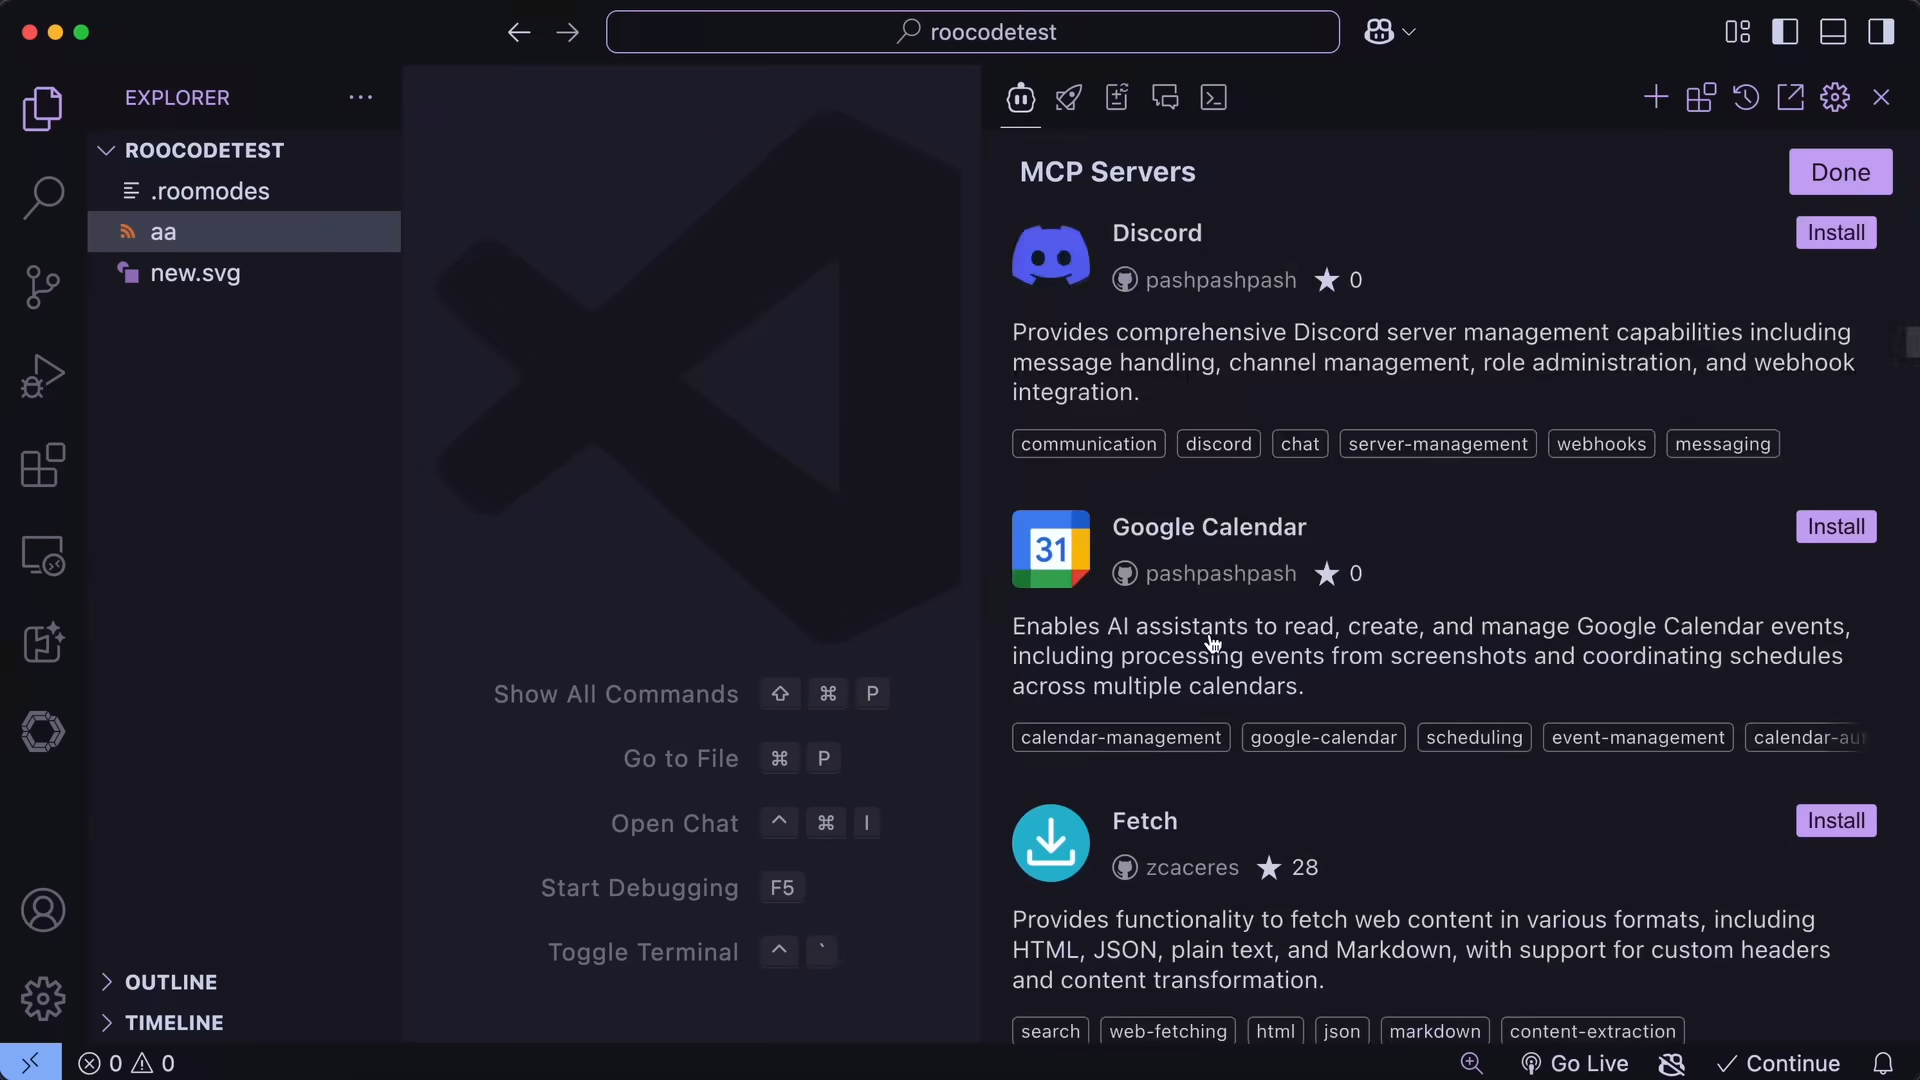 roocodetest
EXPLORER
ROOCODETEST
.roomodes
aa
new.svg
OUTLINE
TIMELINE
Show All Commands ⇧ ⌘ P
Go to File ⌘ P
Open Chat ^ ⌘ I
Start Debugging F5
Toggle Terminal ^ `
MCP Servers
Done
Discord
Install
pashpashpash ★ 0
Provides comprehensive Discord server management capabilities including
message handling, channel management, role administration, and webhook
integration.
communication discord chat server-management webhooks messaging
31
Google Calendar
Install
pashpashpash ★ 0
Enables AI assistants to read, create, and manage Google Calendar events,
including processing events from screenshots and coordinating schedules
across multiple calendars.
calendar-management google-calendar scheduling event-management calendar-au
Fetch
Install
zcaceres ★ 28
Provides functionality to fetch web content in various formats, including
HTML, JSON, plain text, and Markdown, with support for custom headers
and content transformation.
search web-fetching html json markdown content-extraction
0 0
Go Live
Continue